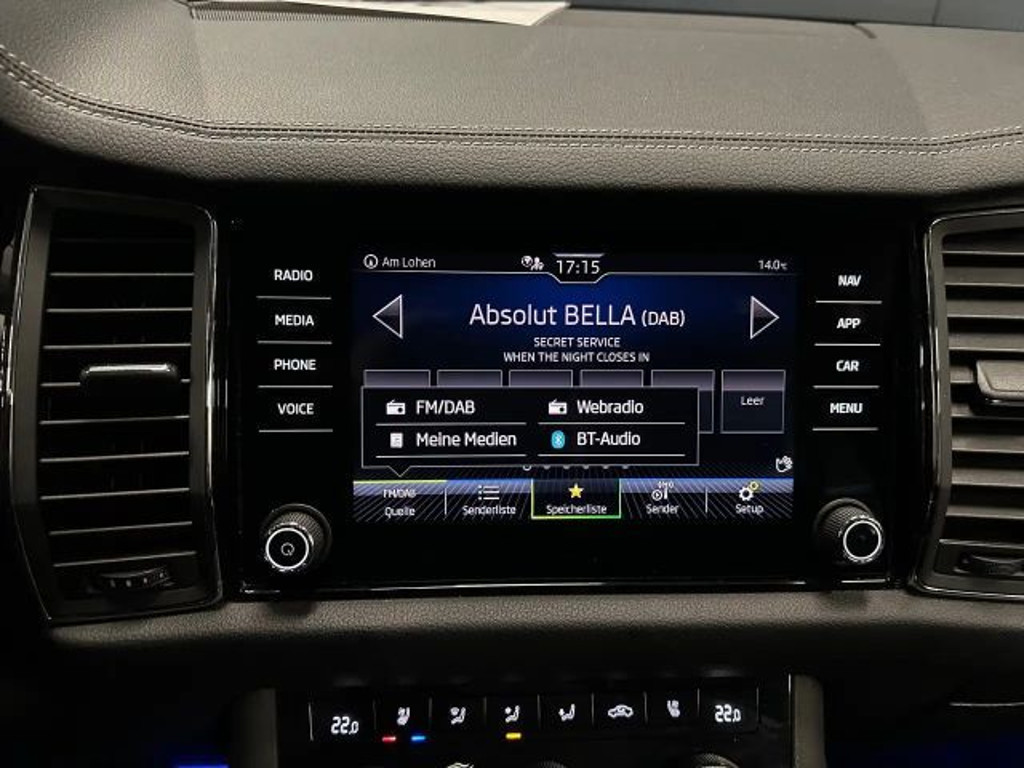 Am Lohen 17:15 14.0°C
RADIO
MEDIA
PHONE
VOICE
Absolut BELLA (DAB)
SECRET SERVICE
WHEN THE NIGHT CLOSES IN
Leer
FM/DAB Webradio
Meine Medien BT-Audio
FM/DAB
Quelle Senderliste Speicherliste Sender Setup
NAV
APP
CAR
MENU
22.0 22.0